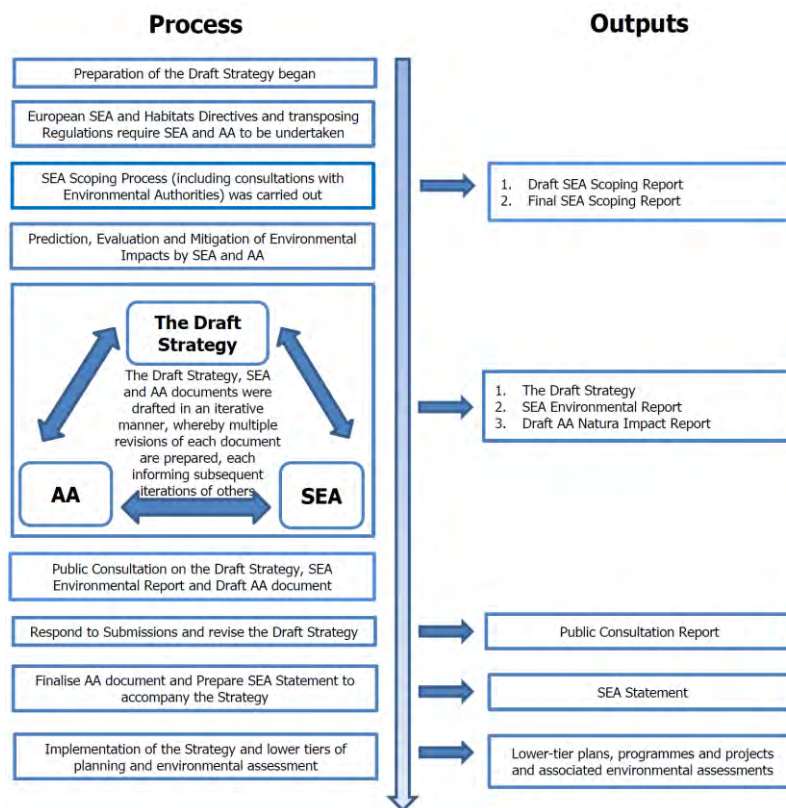 Process
Outputs
Preparation of the Draft Strategy began
European SEA and Habitats Directives and transposing
Regulations require SEA and AA to be undertaken
SEA Scoping Process (including consultations with
Environmental Authorities) was carried out
1. Draft SEA Scoping Report
2. Final SEA Scoping Report
Prediction, Evaluation and Mitigation of Environmental
Impacts by SEA and AA
The Draft
Strategy
The Draft Strategy, SEA
and AA documents were
drafted in an iterative
manner, whereby multiple
revisions of each document
are prepared, each
informing subsequent
iterations of others
AA
SEA
1. The Draft Strategy
2. SEA Environmental Report
3. Draft AA Natura Impact Report
Public Consultation on the Draft Strategy, SEA
Environmental Report and Draft AA document
Respond to Submissions and revise the Draft Strategy
Public Consultation Report
Finalise AA document and Prepare SEA Statement to
accompany the Strategy
SEA Statement
Implementation of the Strategy and lower tiers of
planning and environmental assessment
Lower-tier plans, programmes and projects
and associated environmental assessments